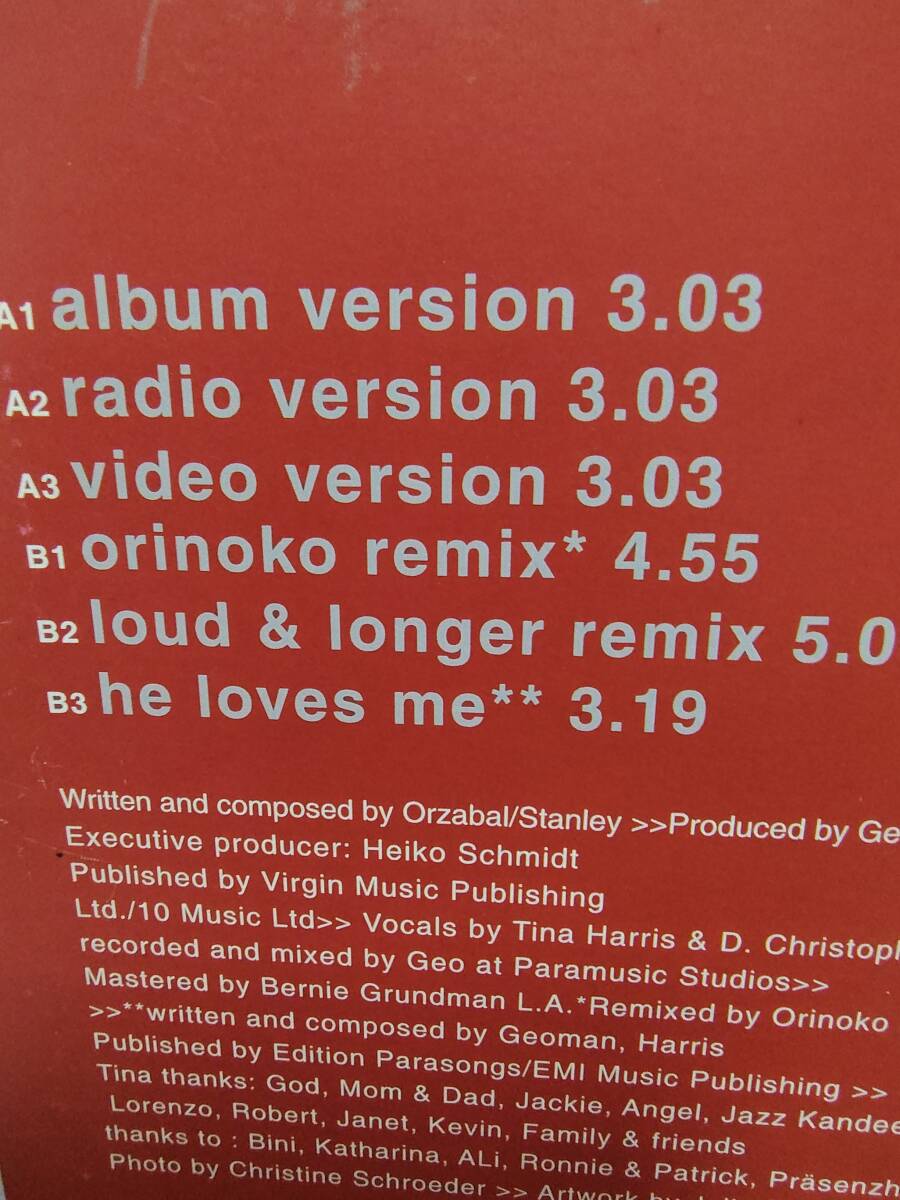 A1 album version 3.03
A2 radio version 3.03
A3 video version 3.03
B1 orinoko remix* 4.55
B2 loud & longer remix 5.0
B3 he loves me** 3.19
Written and composed by Orzabal/Stanley >>Produced by Ge
Executive producer: Heiko Schmidt
Published by Virgin Music Publishing
Ltd./10 Music Ltd>> Vocals by Tina Harris & D. Christoph
recorded and mixed by Geo at Paramusic Studios>>
Mastered by Bernie Grundman L.A.*Remixed by Orinoko
>>**written and composed by Geoman, Harris
Published by Edition Parasongs/EMI Music Publishing >>
Tina thanks: God, Mom & Dad, Jackie, Angel, Jazz Kandee
Lorenzo, Robert, Janet, Kevin, Family & friends
thanks to : Bini, Katharina, ALi, Ronnie & Patrick, Präsenzh
Photo by Christine Schroeder >> Artwork by